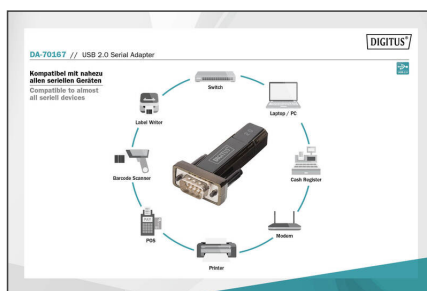 DIGITUS®
DA-70167 // USB 2.0 Serial Adapter
Kompatibel mit nahezu
allen seriellen Geräten
Compatible to almost
all seriell devices
Switch
Label Writer
Laptop / PC
DIGITUS
Barcode Scanner
Cash Register
POS
Modem
Printer